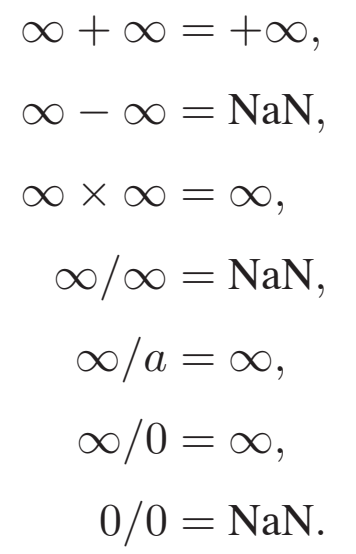 ∞ + ∞ = +∞,
∞ − ∞ = NaN,
∞ × ∞ = ∞,
∞/∞ = NaN,
∞/a = ∞,
∞/0 = ∞,
0/0 = NaN.